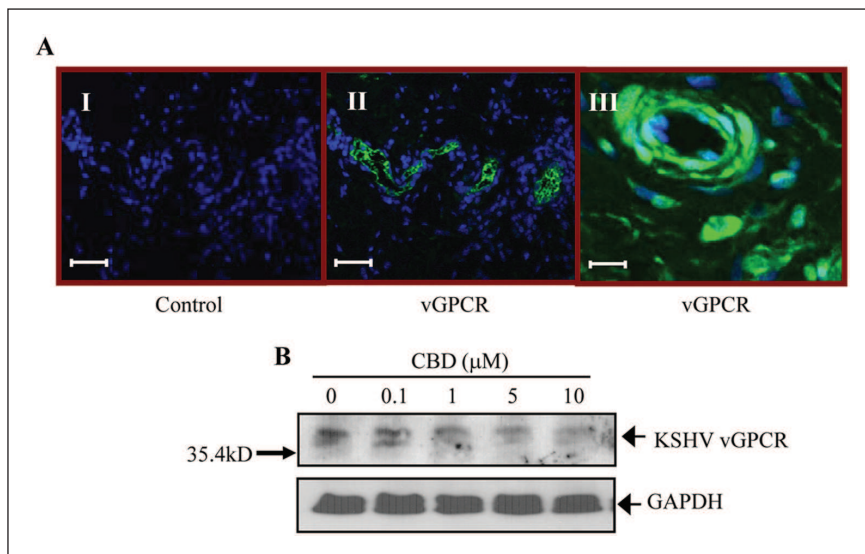 A
I
II
III
Control
vGPCR
vGPCR
B
CBD (μM)
0 0.1 1 5 10
35.4kD
KSHV vGPCR
GAPDH